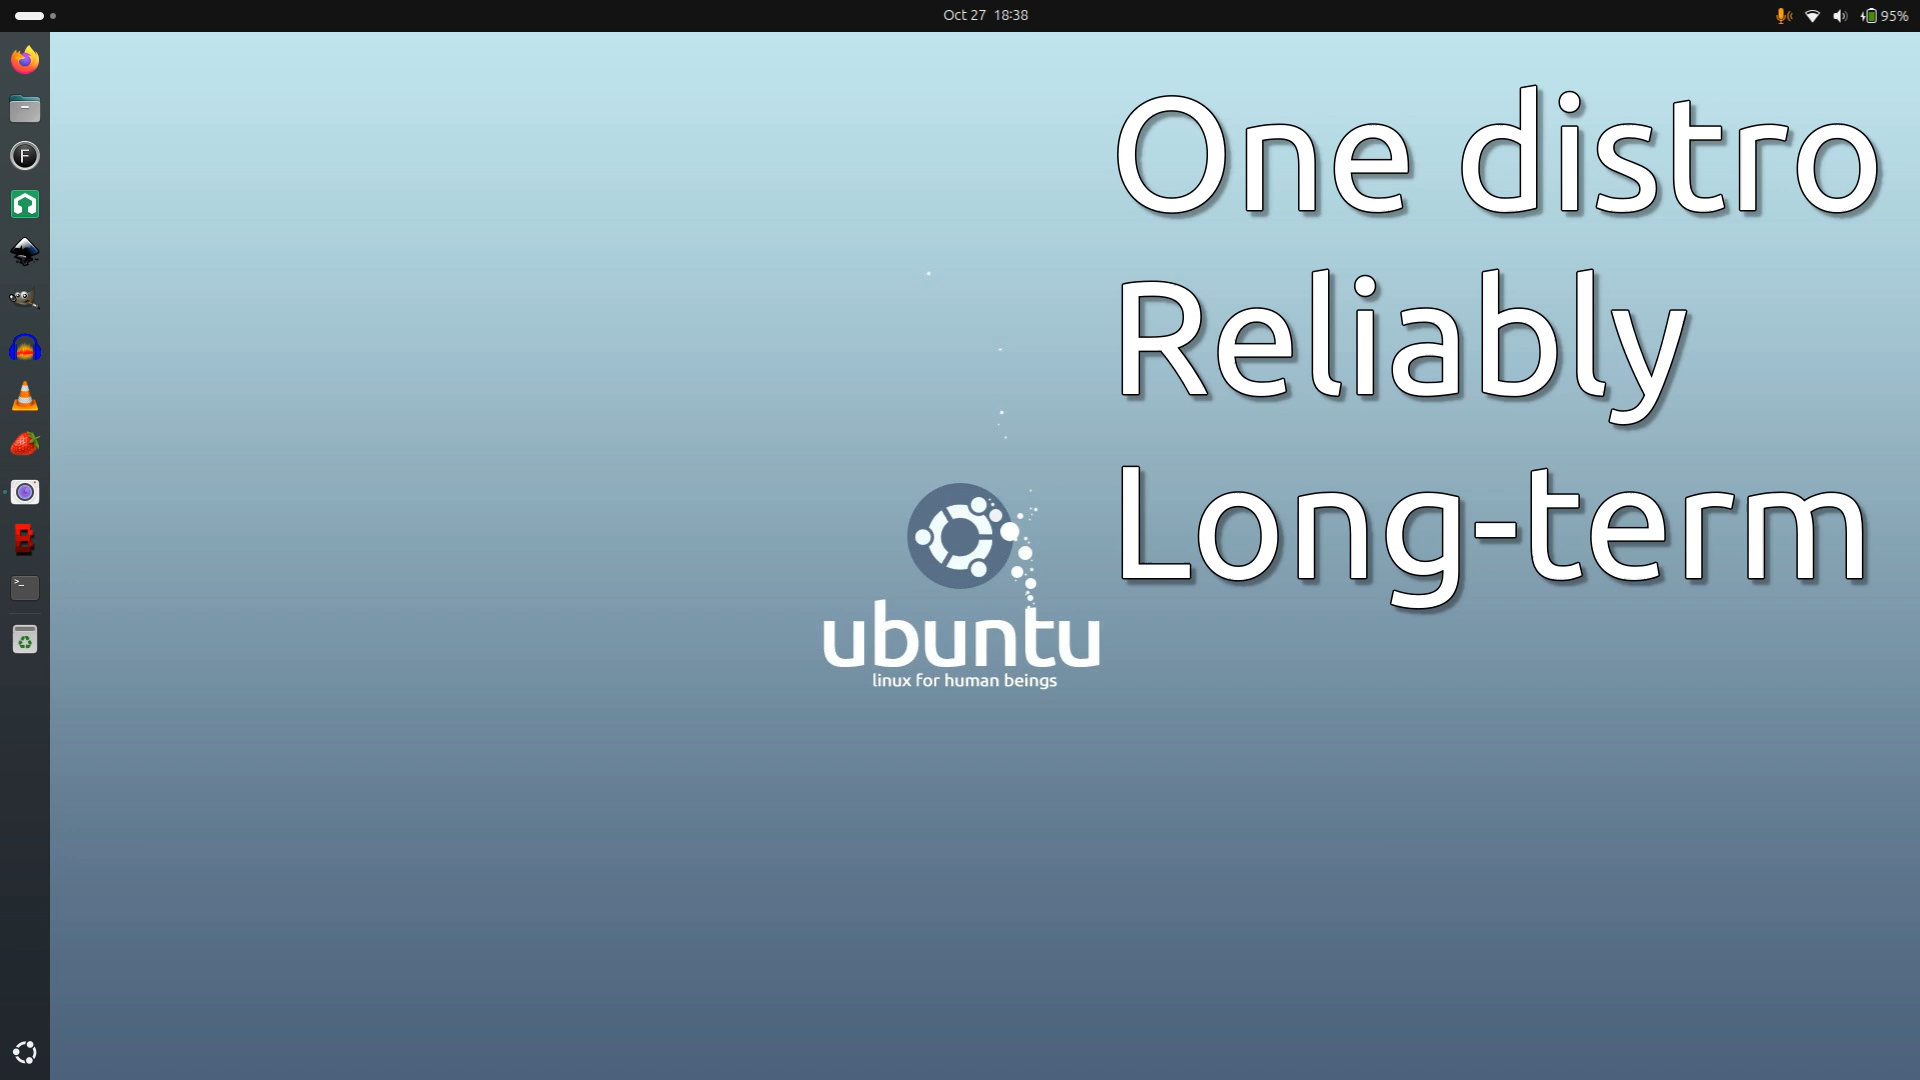 Oct 27 18:38
95%
One distro
Reliably
Long-term
ubuntu
linux for human beings
F
B
>_